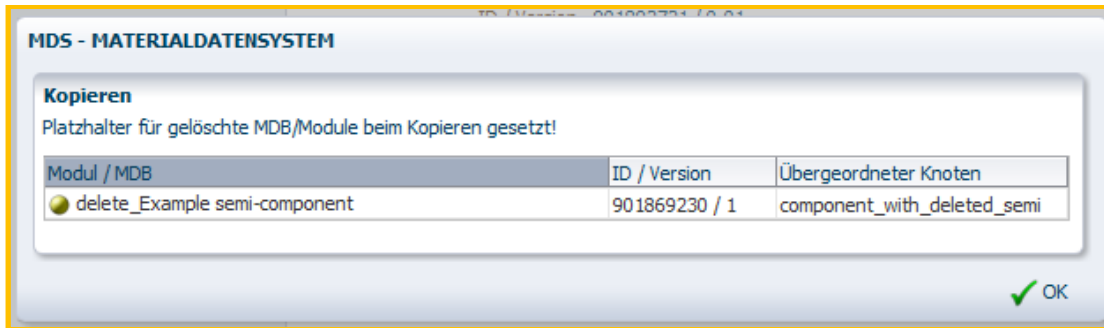 MDS - MATERIALDATENSYSTEM
Kopieren
Platzhalter für gelöschte MDB/Module beim Kopieren gesetzt!
Modul / MDB ID / Version Übergeordneter Knoten
delete_Example semi-component 901869230 / 1 component_with_deleted_semi
OK